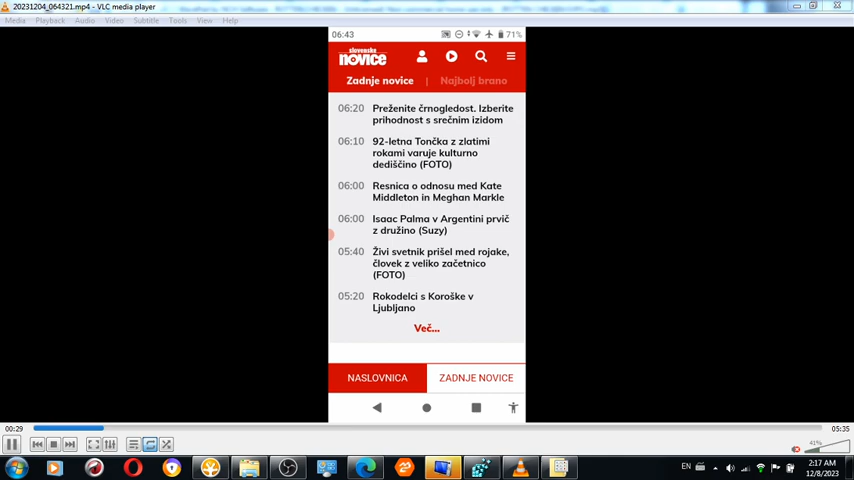 20231204_064321.mp4 - VLC media player
Media Playback Audio Video Subtitle Tools View Help
06:43 71%
slovenske
novice
Zadnje novice | Najbolj brano
06:20 Preženite črnogledost. Izberite
prihodnost s srečnim izidom
06:10 92-letna Tončka z zlatimi
rokami varuje kulturno
dediščino (FOTO)
06:00 Resnica o odnosu med Kate
Middleton in Meghan Markle
06:00 Isaac Palma v Argentini prvič
z družino (Suzy)
05:40 Živi svetnik prišel med rojake,
človek z veliko začetnico
(FOTO)
05:20 Rokodelci s Koroške v
Ljubljano
Več...
NASLOVNICA ZADNJE NOVICE
00:29 05:35
41%
EN 2:17 AM
12/8/2023